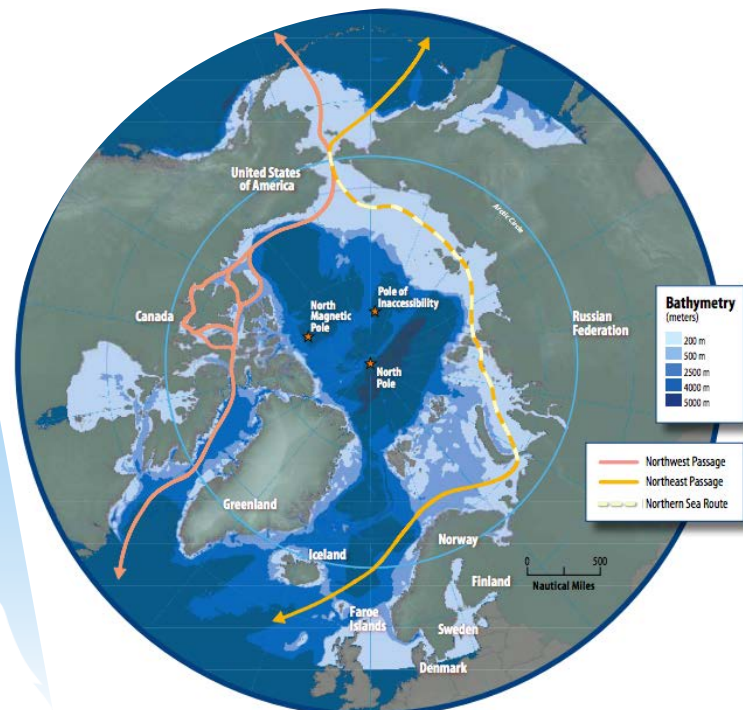 United States
of America
Arctic Circle
Pole of
Inaccessibility
North
Magnetic
Pole
Canada
Russian
Federation
North
Pole
Bathymetry
(meters)
200 m
500 m
2500 m
4000 m
5000 m
Northwest Passage
Northeast Passage
Northern Sea Route
Greenland
Norway
Iceland
Finland
0 500
Nautical Miles
Faroe
Islands
Sweden
Denmark